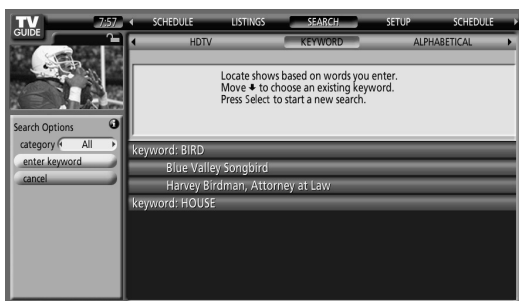 TV
GUIDE
7:57
SCHEDULE LISTINGS SEARCH SETUP SCHEDULE
HDTV KEYWORD ALPHABETICAL
Locate shows based on words you enter.
Move to choose an existing keyword.
Press Select to start a new search.
Search Options
category All
enter keyword
cancel
keyword: BIRD
Blue Valley Songbird
Harvey Birdman, Attorney at Law
keyword: HOUSE